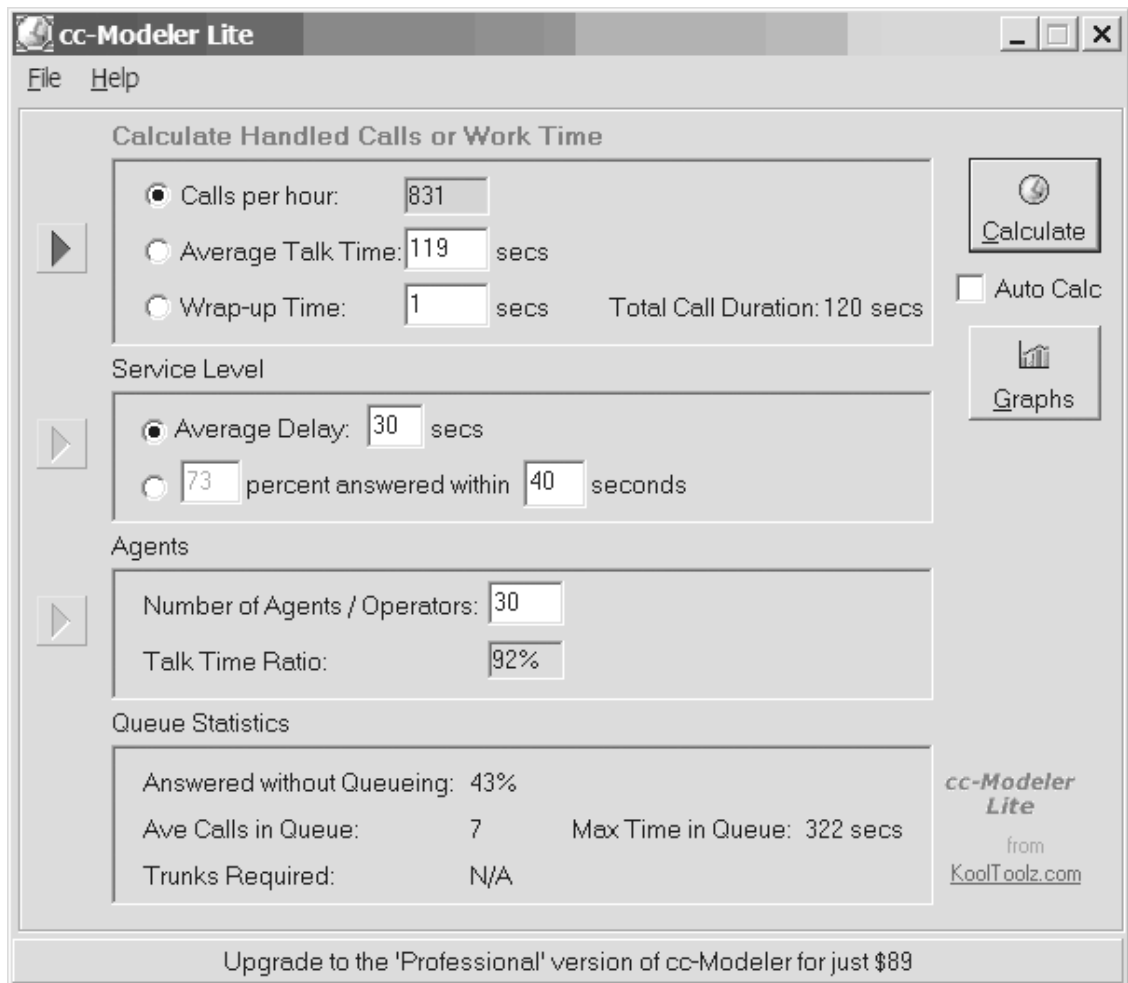 cc-Modeler Lite
File Help
Calculate Handled Calls or Work Time
Calls per hour: 831
Average Talk Time: 119 secs
Wrap-up Time: 1 secs Total Call Duration: 120 secs
Calculate
Auto Calc
Graphs
Service Level
Average Delay: 30 secs
73 percent answered within 40 seconds
Agents
Number of Agents / Operators: 30
Talk Time Ratio: 92%
Queue Statistics
Answered without Queueing: 43%
Ave Calls in Queue: 7 Max Time in Queue: 322 secs
Trunks Required: N/A
cc-Modeler
Lite
from
KoolToolz.com
Upgrade to the 'Professional' version of cc-Modeler for just $89